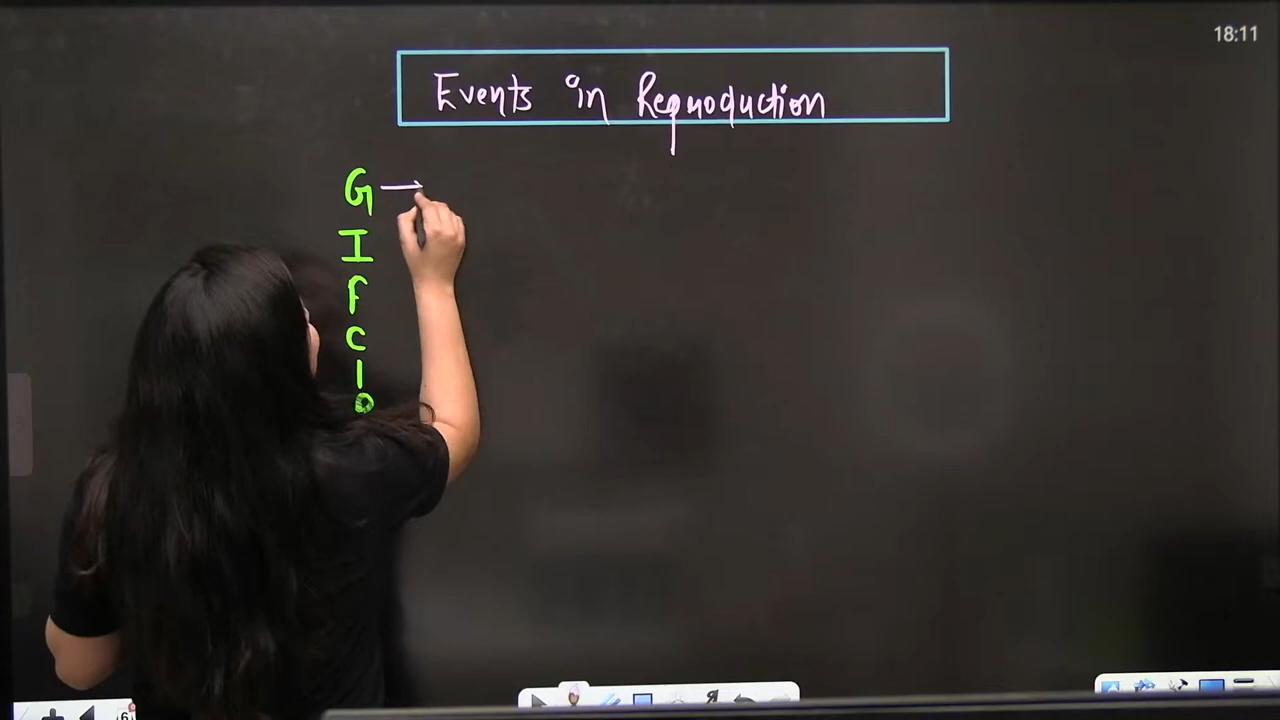 18:11
Events in Reproduction
G →
I
F
C
I